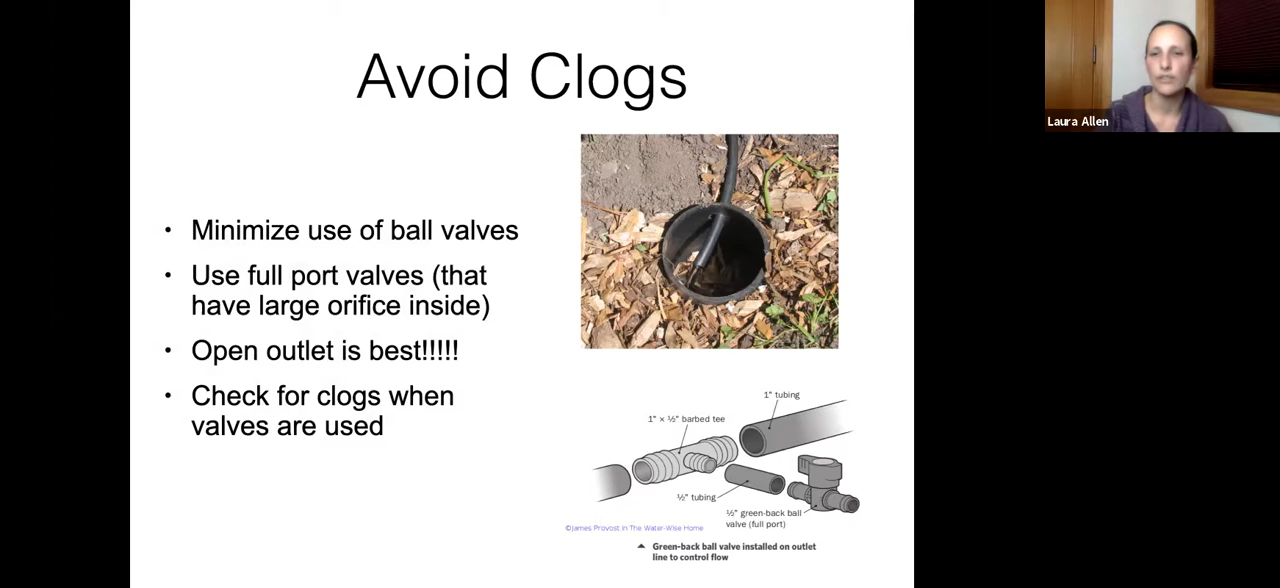 Avoid Clogs
Laura Allen
• Minimize use of ball valves
• Use full port valves (that
have large orifice inside)
• Open outlet is best!!!!!
• Check for clogs when
valves are used
1" tubing
1" × ½" barbed tee
½" tubing
½" green-back ball
valve (full port)
©James Provost in The Water-Wise Home
▲ Green-back ball valve installed on outlet
line to control flow